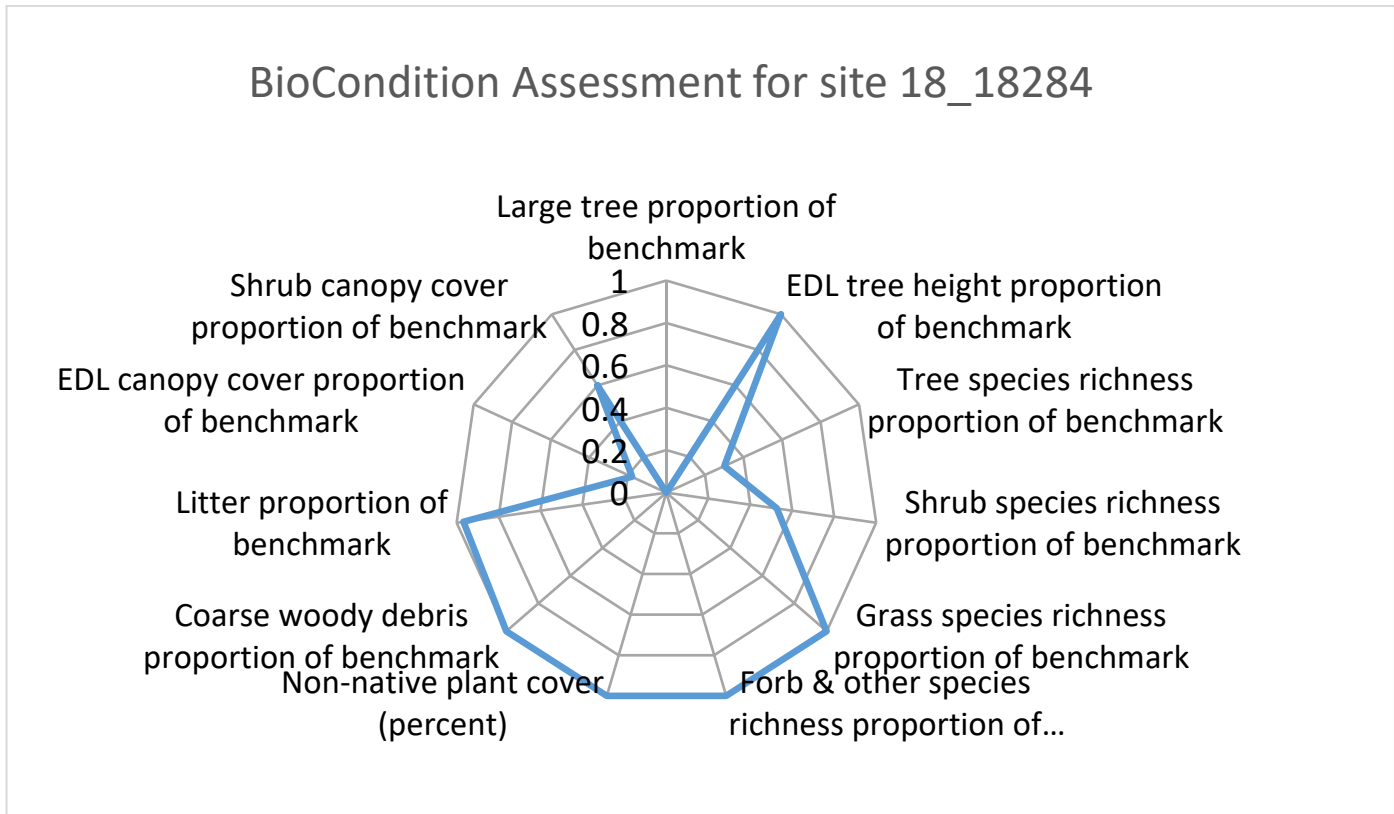 BioCondition Assessment for site 18_18284
Large tree proportion of
benchmark
EDL tree height proportion
of benchmark
Tree species richness
proportion of benchmark
Shrub species richness
proportion of benchmark
Grass species richness
proportion of benchmark
Forb & other species
richness proportion of…
Non-native plant cover
(percent)
Coarse woody debris
proportion of benchmark
Litter proportion of
benchmark
EDL canopy cover proportion
of benchmark
Shrub canopy cover
proportion of benchmark
1
0.8
0.6
0.4
0.2
0